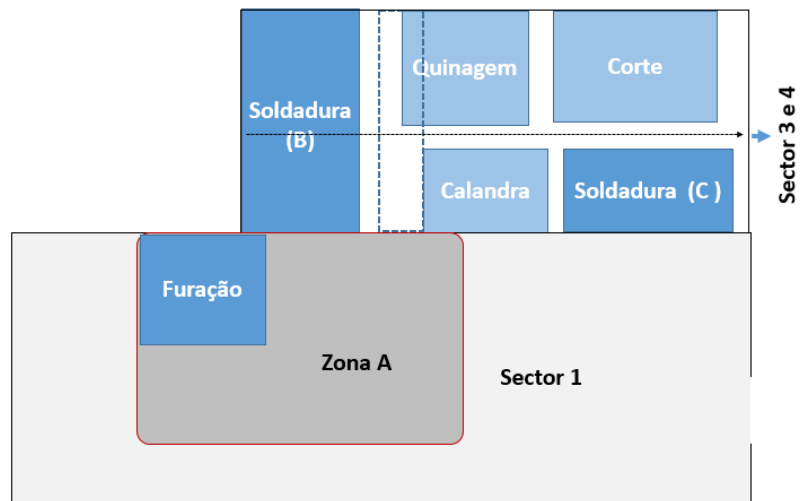 Quinagem
Corte
Soldadura
(B)
Sector 3 e 4
Calandra
Soldadura (C )
Furação
Zona A
Sector 1